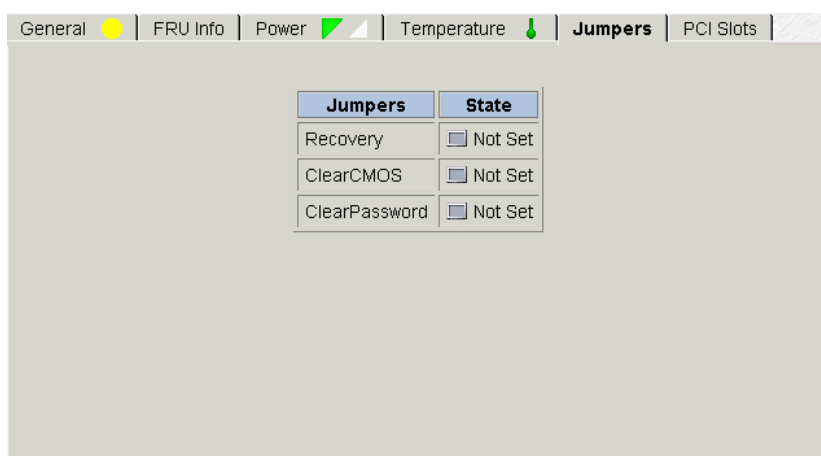 General FRU Info Power Temperature Jumpers PCI Slots
Jumpers State
Recovery Not Set
ClearCMOS Not Set
ClearPassword Not Set